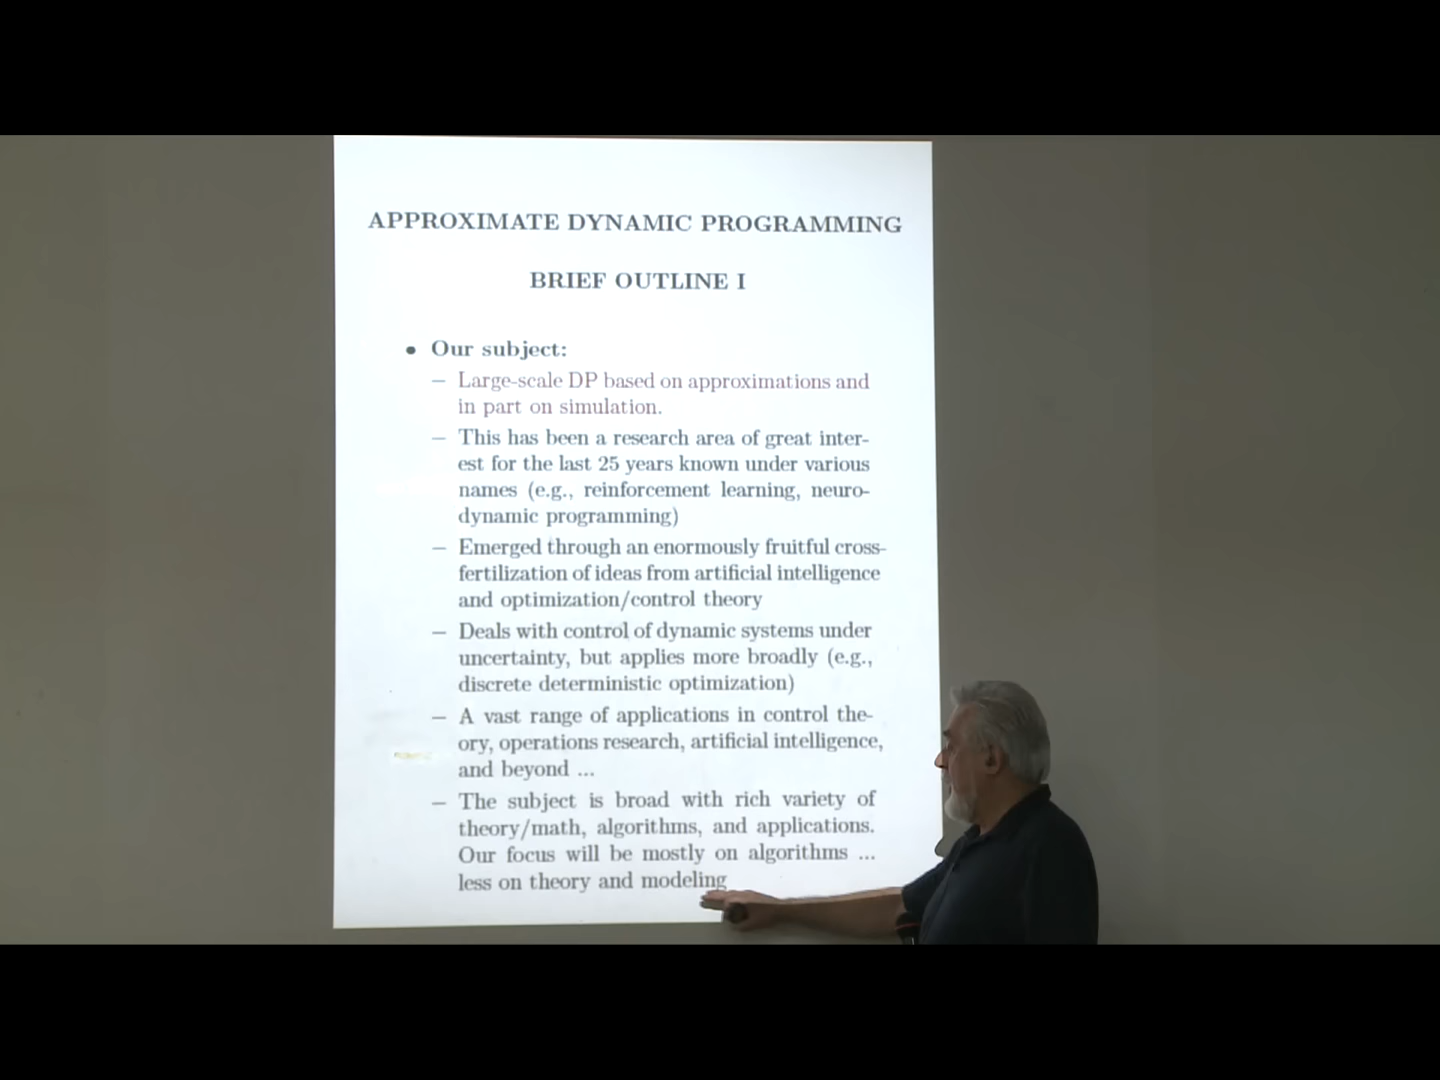 APPROXIMATE DYNAMIC PROGRAMMING
BRIEF OUTLINE I
• Our subject:
– Large-scale DP based on approximations and
in part on simulation.
– This has been a research area of great inter-
est for the last 25 years known under various
names (e.g., reinforcement learning, neuro-
dynamic programming)
– Emerged through an enormously fruitful cross-
fertilization of ideas from artificial intelligence
and optimization/control theory
– Deals with control of dynamic systems under
uncertainty, but applies more broadly (e.g.,
discrete deterministic optimization)
– A vast range of applications in control the-
ory, operations research, artificial intelligence,
and beyond ...
– The subject is broad with rich variety of
theory/math, algorithms, and applications.
Our focus will be mostly on algorithms ...
less on theory and modeling